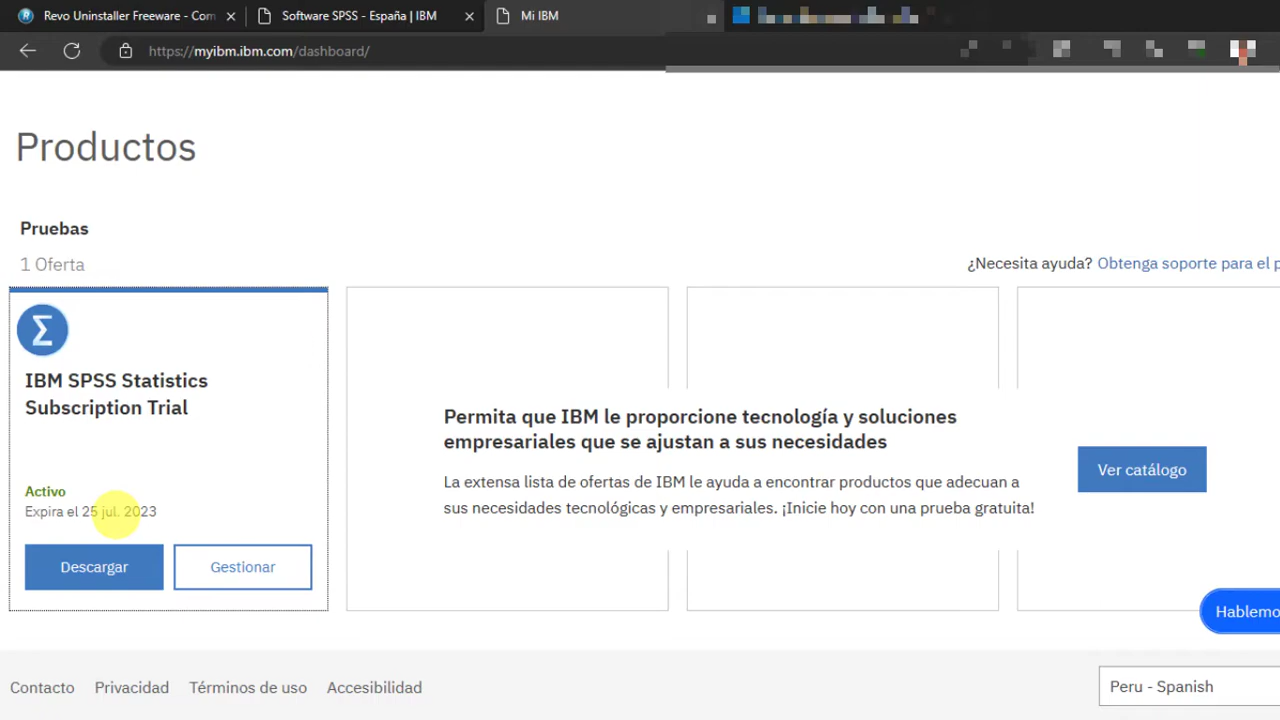 Revo Uninstaller Freeware - Com
Software SPSS - España | IBM
Mi IBM
https://myibm.ibm.com/dashboard/
Productos
Pruebas
1 Oferta
¿Necesita ayuda? Obtenga soporte para el p
Σ
IBM SPSS Statistics
Subscription Trial
Activo
Expira el 25 jul. 2023
Descargar
Gestionar
Permita que IBM le proporcione tecnología y soluciones
empresariales que se ajustan a sus necesidades
La extensa lista de ofertas de IBM le ayuda a encontrar productos que adecuan a
sus necesidades tecnológicas y empresariales. ¡Inicie hoy con una prueba gratuita!
Ver catálogo
Hablemo
Contacto
Privacidad
Términos de uso
Accesibilidad
Peru - Spanish